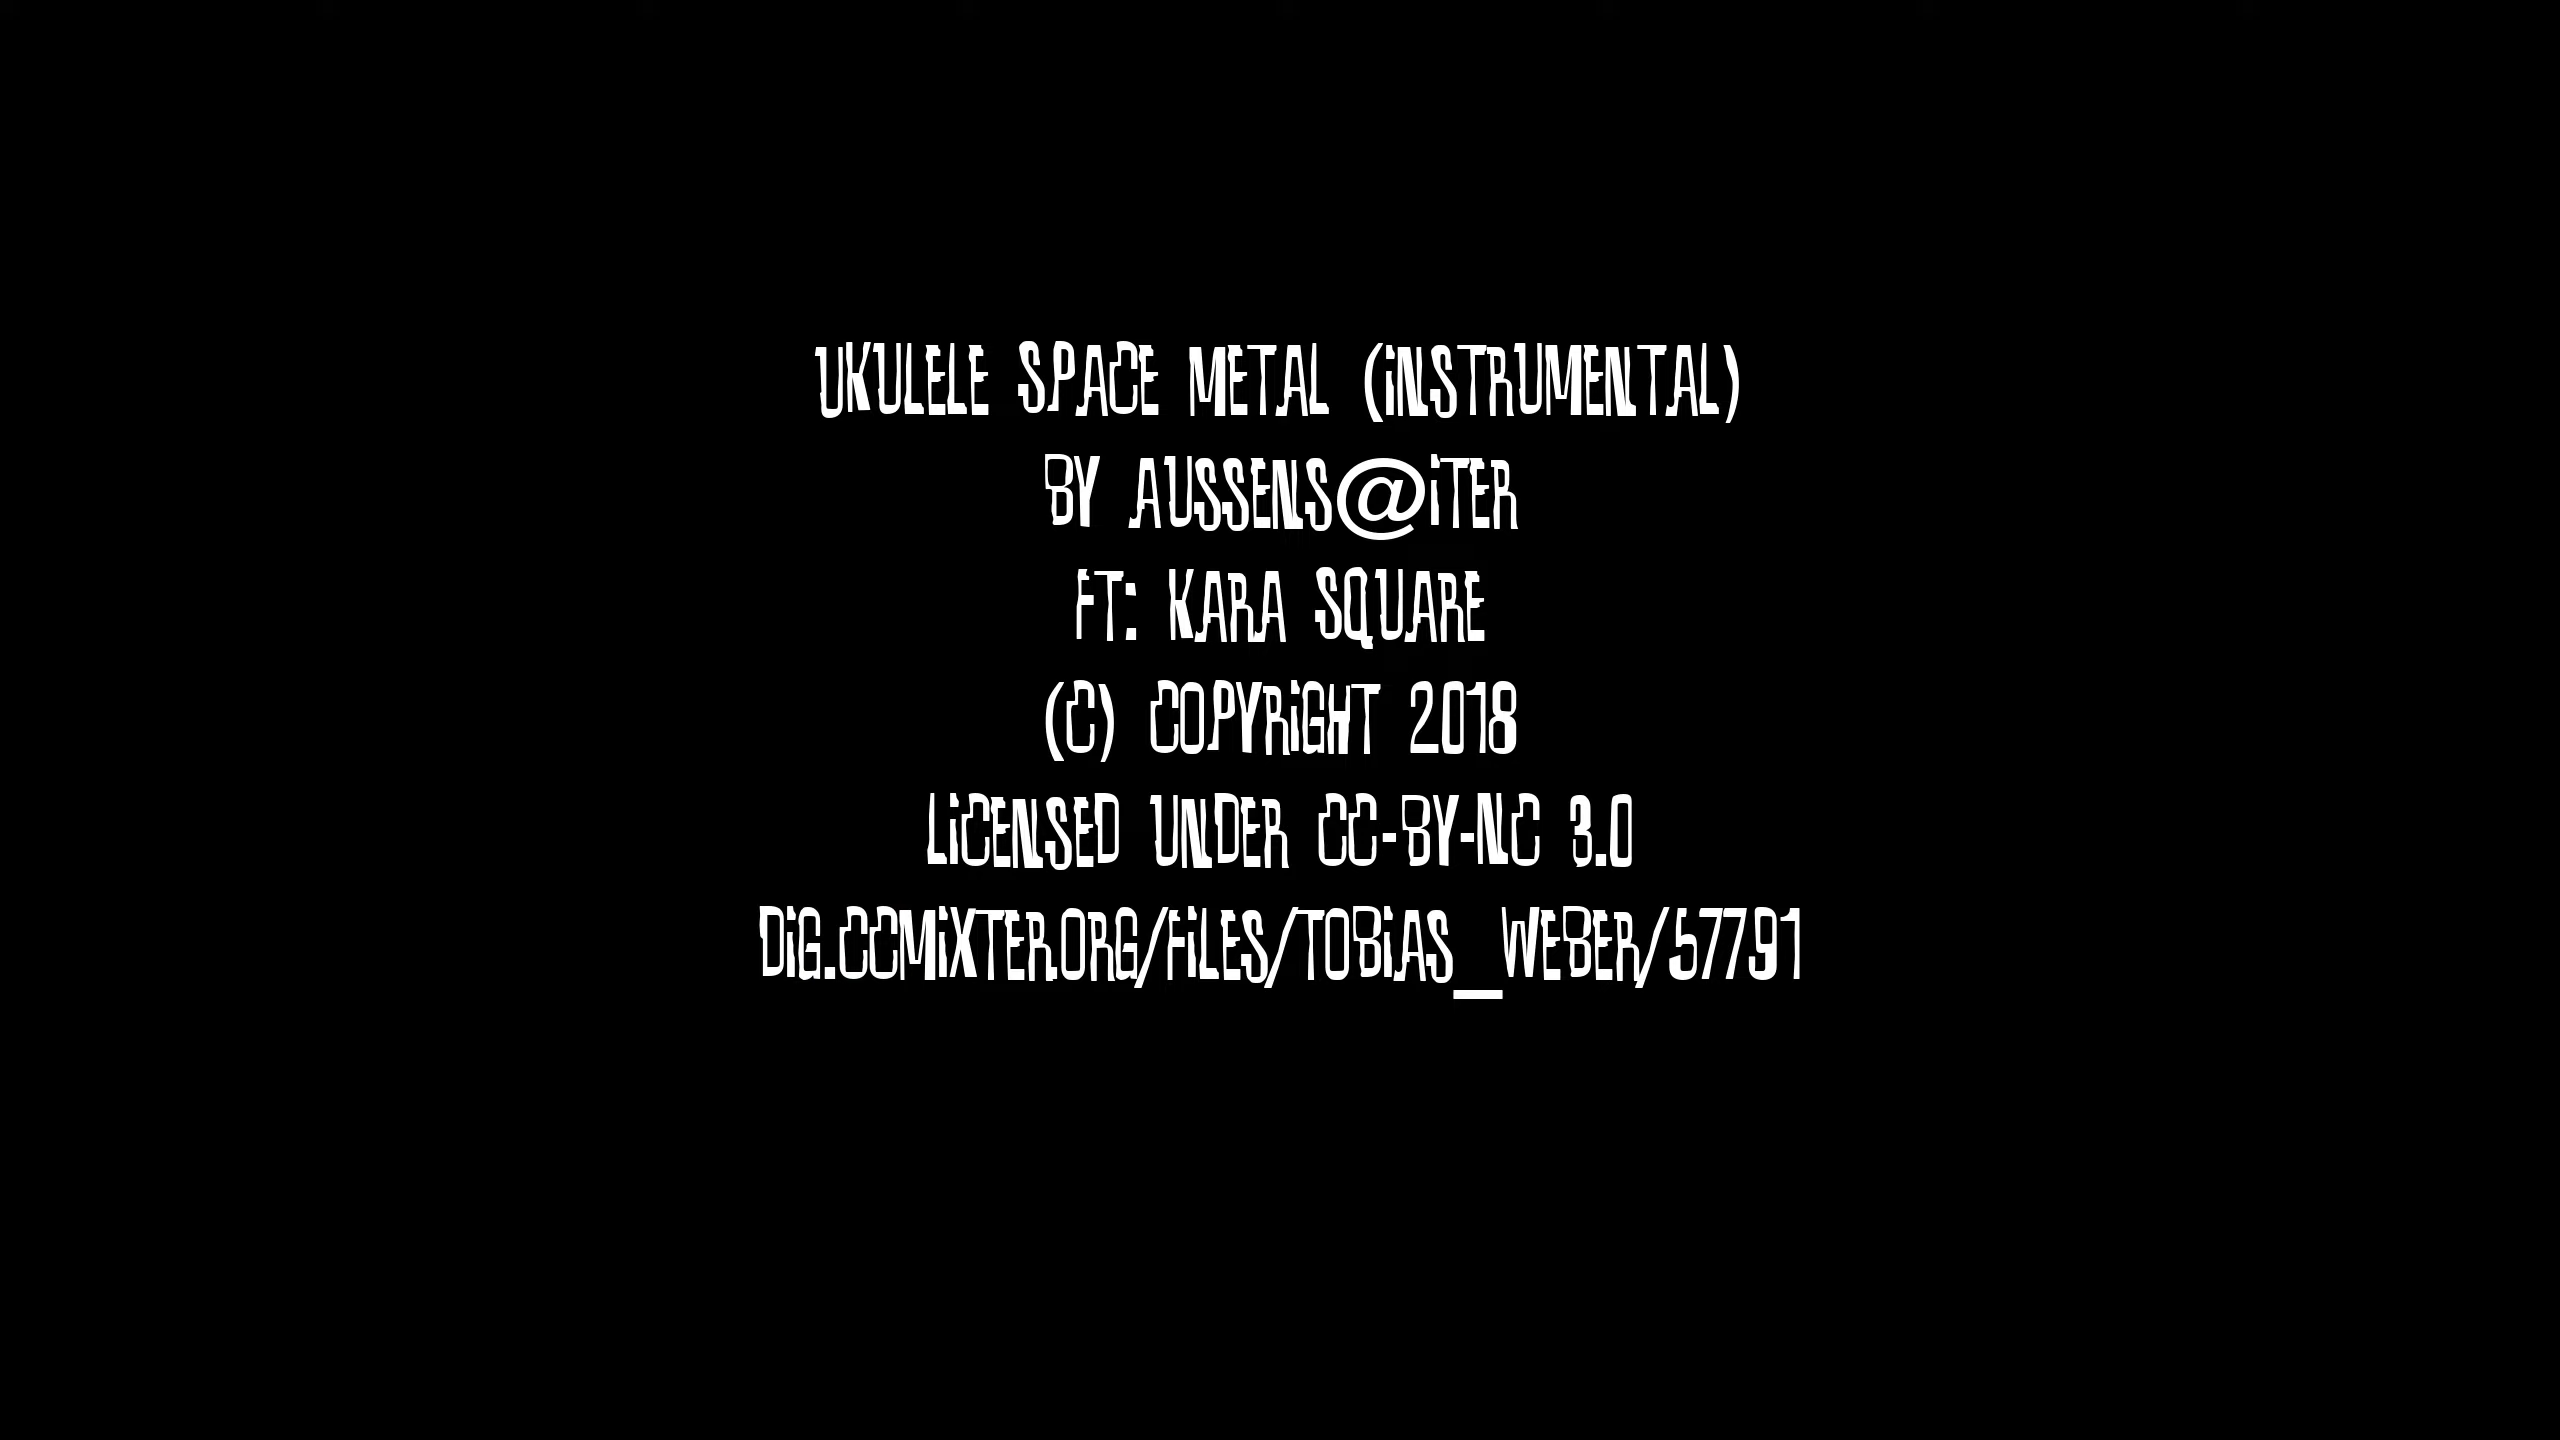 UKULELE SPACE METAL (iNSTRUMENTAL)
BY AUSSENS@iTER
FT: KARA SQUARE
(C) COPYRiGHT 2018
LiCENSED UNDER CC-BY-NC 3.0
DiG.CCMiXTER.ORG/FiLES/TOBiAS_WEBER/57791